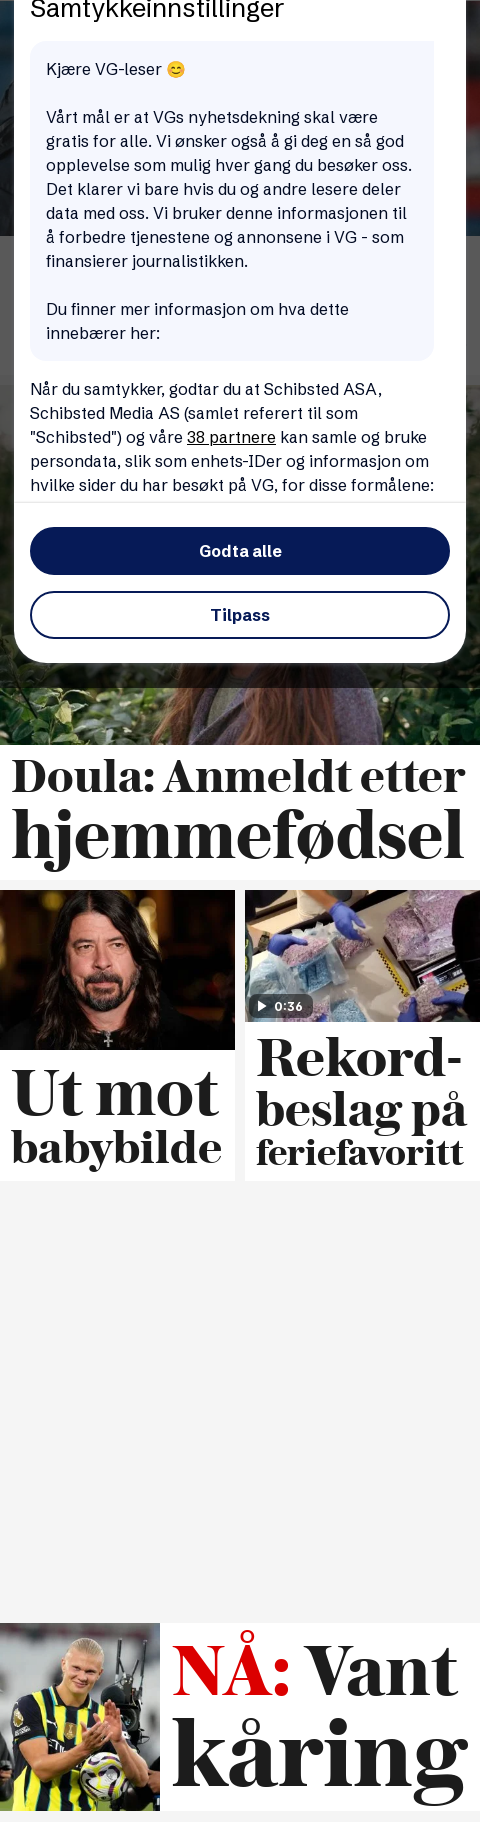 Samtykkeinnstillinger
Kjære VG-leser 😊
Vårt mål er at VGs nyhetsdekning skal være
gratis for alle. Vi ønsker også å gi deg en så god
opplevelse som mulig hver gang du besøker oss.
Det klarer vi bare hvis du og andre lesere deler
data med oss. Vi bruker denne informasjonen til
å forbedre tjenestene og annonsene i VG - som
finansierer journalistikken.
Du finner mer informasjon om hva dette
innebærer her:
Når du samtykker, godtar du at Schibsted ASA,
Schibsted Media AS (samlet referert til som
"Schibsted") og våre 38 partnere kan samle og bruke
persondata, slik som enhets-IDer og informasjon om
hvilke sider du har besøkt på VG, for disse formålene:
Godta alle
Tilpass
Doula: Anmeldt etter
hjemmefødsel
Ut mot
babybilde
0:36
Rekord-
beslag på
feriefavoritt
NÅ: Vant
kåring